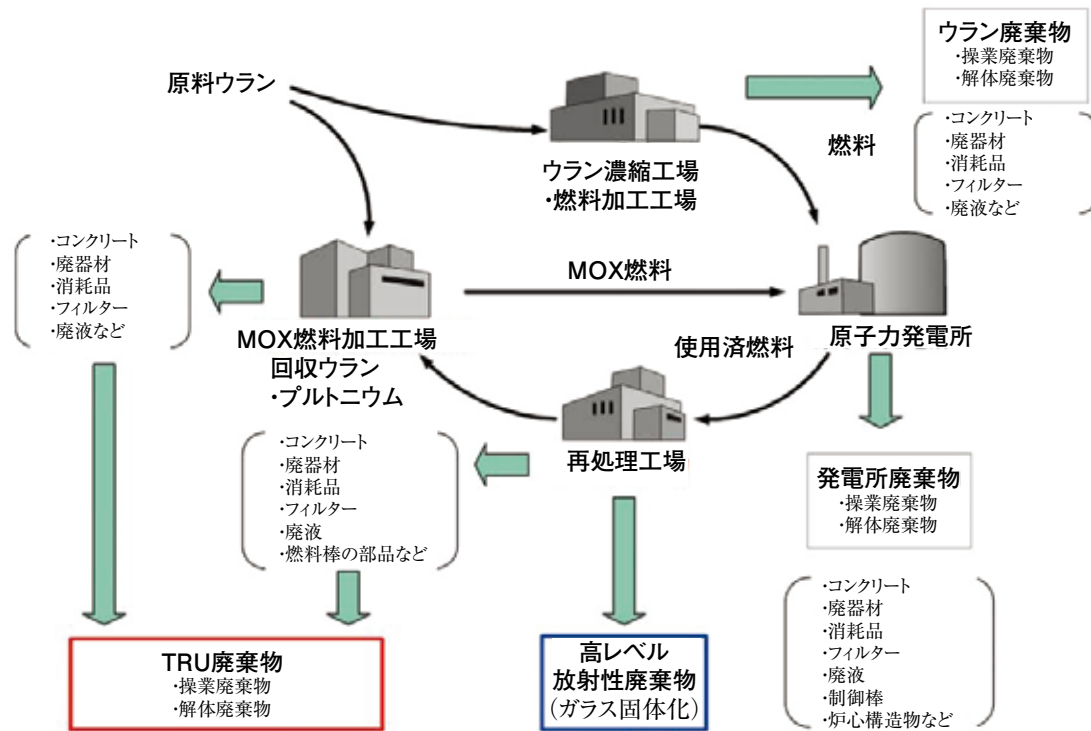 原料ウラン
ウラン廃棄物
・操業廃棄物
・解体廃棄物
・コンクリート
・廃器材
・消耗品
・フィルター
・廃液など
燃料
ウラン濃縮工場
・燃料加工工場
・コンクリート
・廃器材
・消耗品
・フィルター
・廃液など
MOX燃料
MOX燃料加工工場
回収ウラン
・プルトニウム
使用済燃料
原子力発電所
再処理工場
・コンクリート
・廃器材
・消耗品
・フィルター
・廃液
・燃料棒の部品など
発電所廃棄物
・操業廃棄物
・解体廃棄物
・コンクリート
・廃器材
・消耗品
・フィルター
・廃液
・制御棒
・炉心構造物など
TRU廃棄物
・操業廃棄物
・解体廃棄物
高レベル
放射性廃棄物
(ガラス固体化)